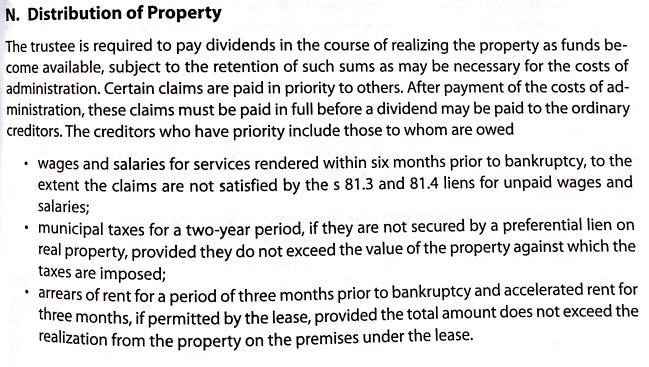 N. Distribution of Property
The trustee is required to pay dividends in the course of realizing the property as funds be-
come available, subject to the retention of such sums as may be necessary for the costs of
administration. Certain claims are paid in priority to others. After payment of the costs of ad-
ministration, these claims must be paid in full before a dividend may be paid to the ordinary
creditors. The creditors who have priority include those to whom are owed
• wages and salaries for services rendered within six months prior to bankruptcy, to the
extent the claims are not satisfied by the s 81.3 and 81.4 liens for unpaid wages and
salaries;
• municipal taxes for a two-year period, if they are not secured by a preferential lien on
real property, provided they do not exceed the value of the property against which the
taxes are imposed;
• arrears of rent for a period of three months prior to bankruptcy and accelerated rent for
three months, if permitted by the lease, provided the total amount does not exceed the
realization from the property on the premises under the lease.